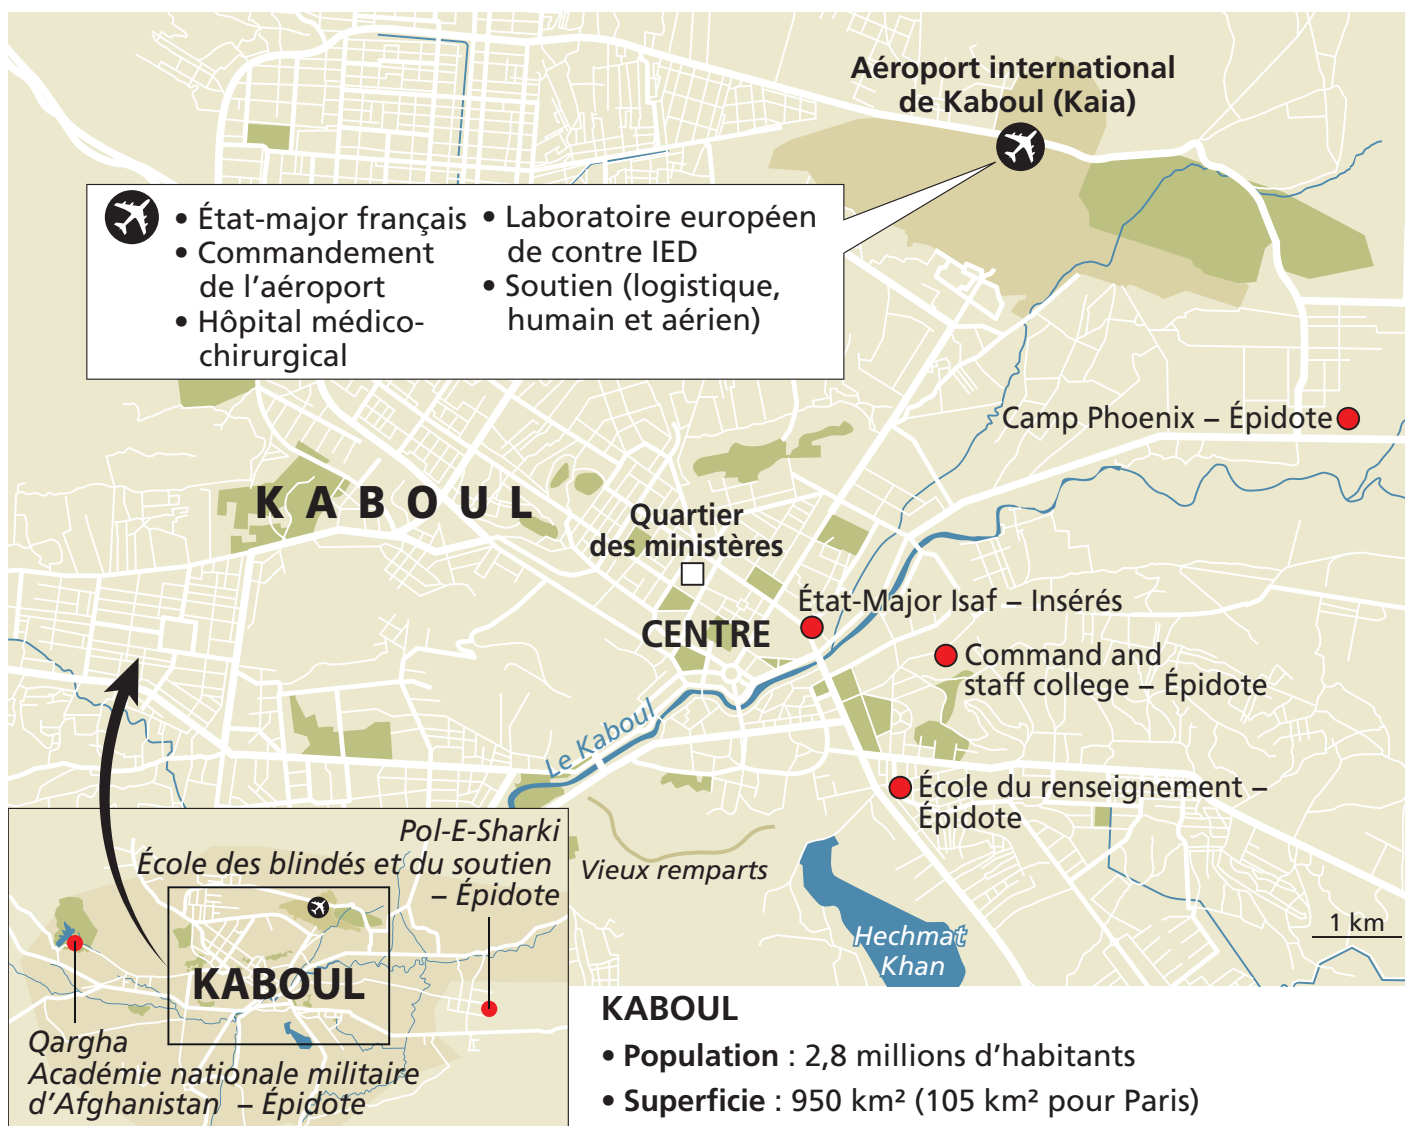 Aéroport international
de Kaboul (Kaia)
• État-major français
• Commandement
de l'aéroport
• Hôpital médico-
chirurgical
• Laboratoire européen
de contre IED
• Soutien (logistique,
humain et aérien)
Camp Phoenix – Épidote
KABOUL
Quartier
des ministères
État-Major Isaf – Insérés
CENTRE
Command and
staff college – Épidote
Le Kaboul
École du renseignement –
Épidote
Vieux remparts
Hechmat
Khan
1 km
Pol-E-Sharki
École des blindés et du soutien
– Épidote
KABOUL
Qargha
Académie nationale militaire
d'Afghanistan – Épidote
KABOUL
• Population : 2,8 millions d'habitants
• Superficie : 950 km² (105 km² pour Paris)